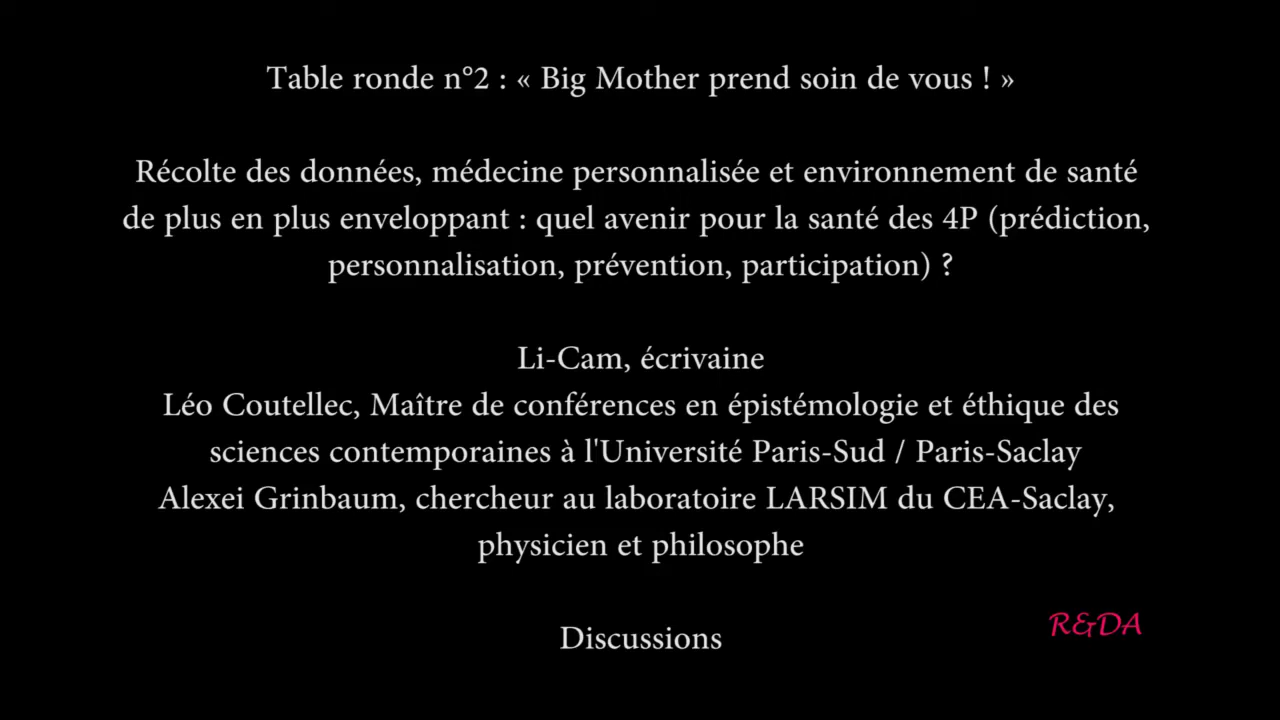 Table ronde n°2 : « Big Mother prend soin de vous ! »
Récolte des données, médecine personnalisée et environnement de santé
de plus en plus enveloppant : quel avenir pour la santé des 4P (prédiction,
personnalisation, prévention, participation) ?
Li-Cam, écrivaine
Léo Coutellec, Maître de conférences en épistémologie et éthique des
sciences contemporaines à l'Université Paris-Sud / Paris-Saclay
Alexei Grinbaum, chercheur au laboratoire LARSIM du CEA-Saclay,
physicien et philosophe
R&DA
Discussions